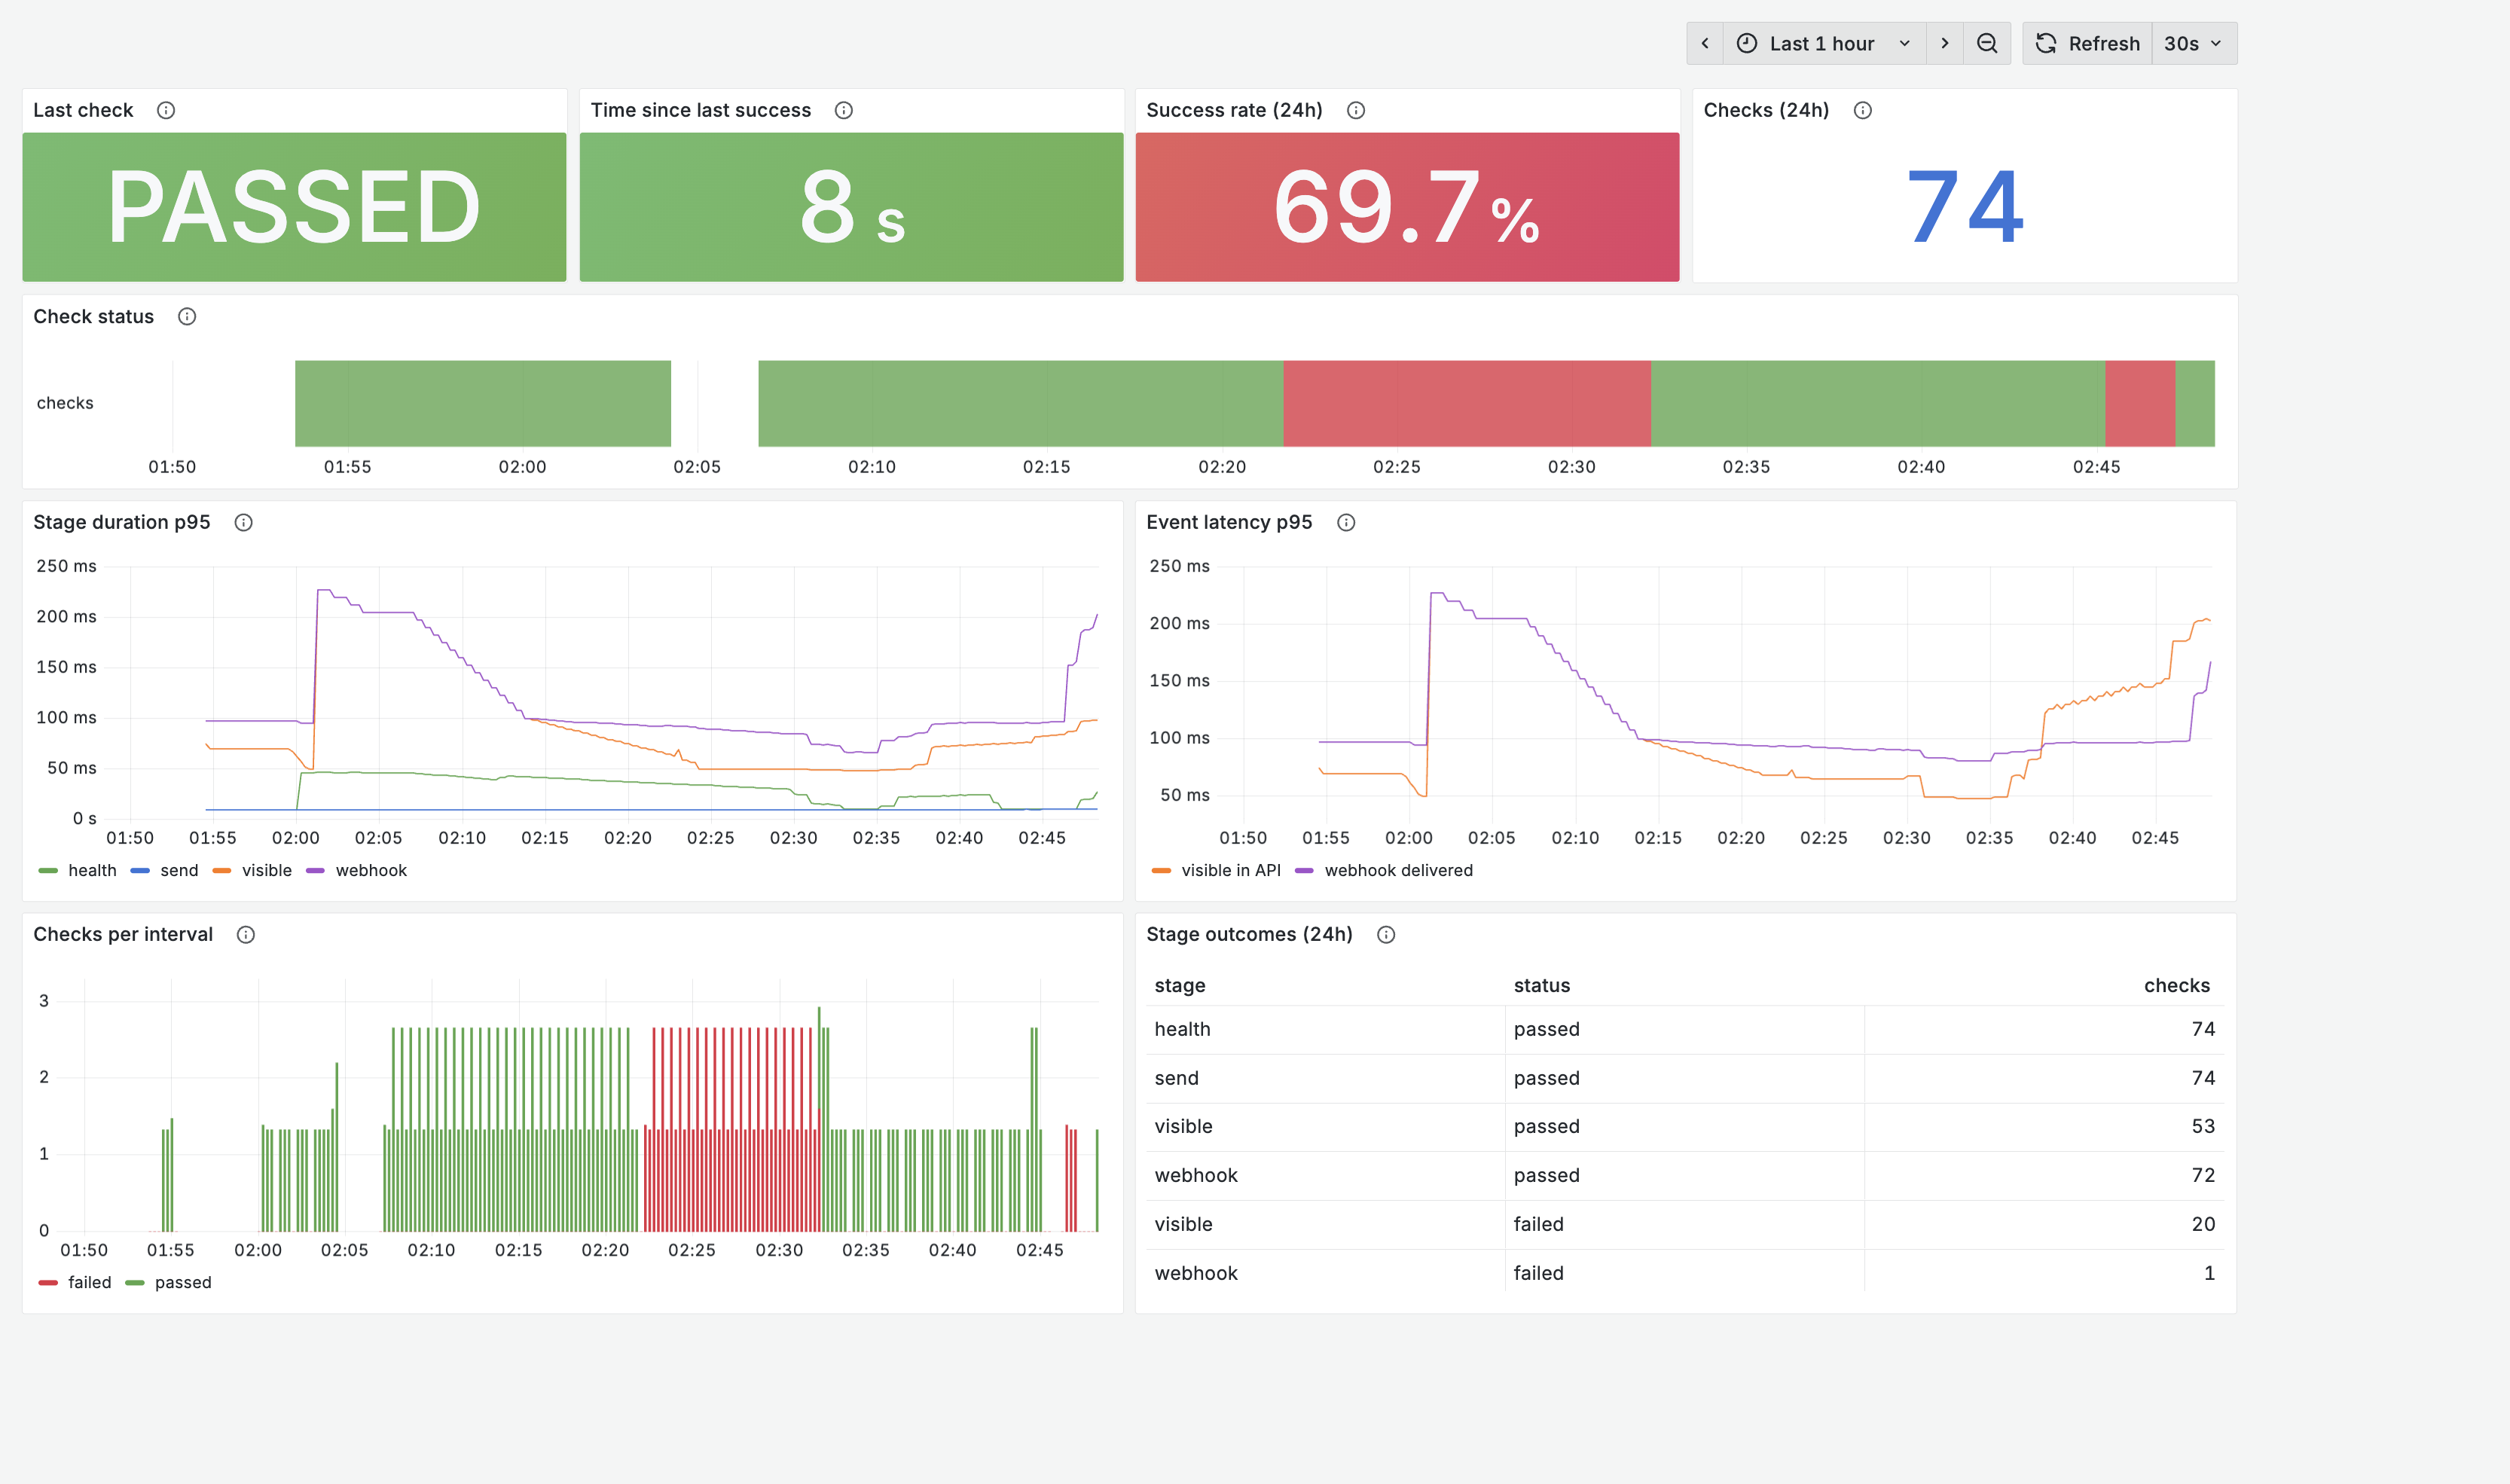 Last 1 hour Refresh 30s
Last check
PASSED
Time since last success
8 s
Success rate (24h)
69.7%
Checks (24h)
74
Check status
checks
01:50 01:55 02:00 02:05 02:10 02:15 02:20 02:25 02:30 02:35 02:40 02:45
Stage duration p95
250 ms
200 ms
150 ms
100 ms
50 ms
0 s
01:50 01:55 02:00 02:05 02:10 02:15 02:20 02:25 02:30 02:35 02:40 02:45
health send visible webhook
Event latency p95
250 ms
200 ms
150 ms
100 ms
50 ms
01:50 01:55 02:00 02:05 02:10 02:15 02:20 02:25 02:30 02:35 02:40 02:45
visible in API webhook delivered
Checks per interval
3
2
1
0
01:50 01:55 02:00 02:05 02:10 02:15 02:20 02:25 02:30 02:35 02:40 02:45
failed passed
Stage outcomes (24h)
stage status checks
health passed 74
send passed 74
visible passed 53
webhook passed 72
visible failed 20
webhook failed 1